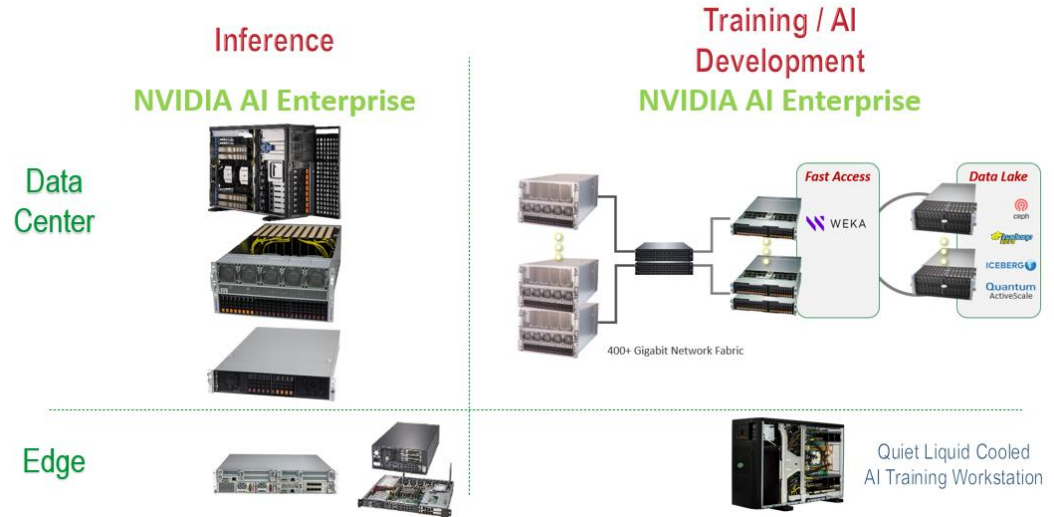 Inference
Training / AI
Development
NVIDIA AI Enterprise
NVIDIA AI Enterprise
Data
Center
Fast Access
WEKA
Data Lake
ceph
hadoop
ICEBERG
Quantum
ActiveScale
400+ Gigabit Network Fabric
Edge
Quiet Liquid Cooled
AI Training Workstation